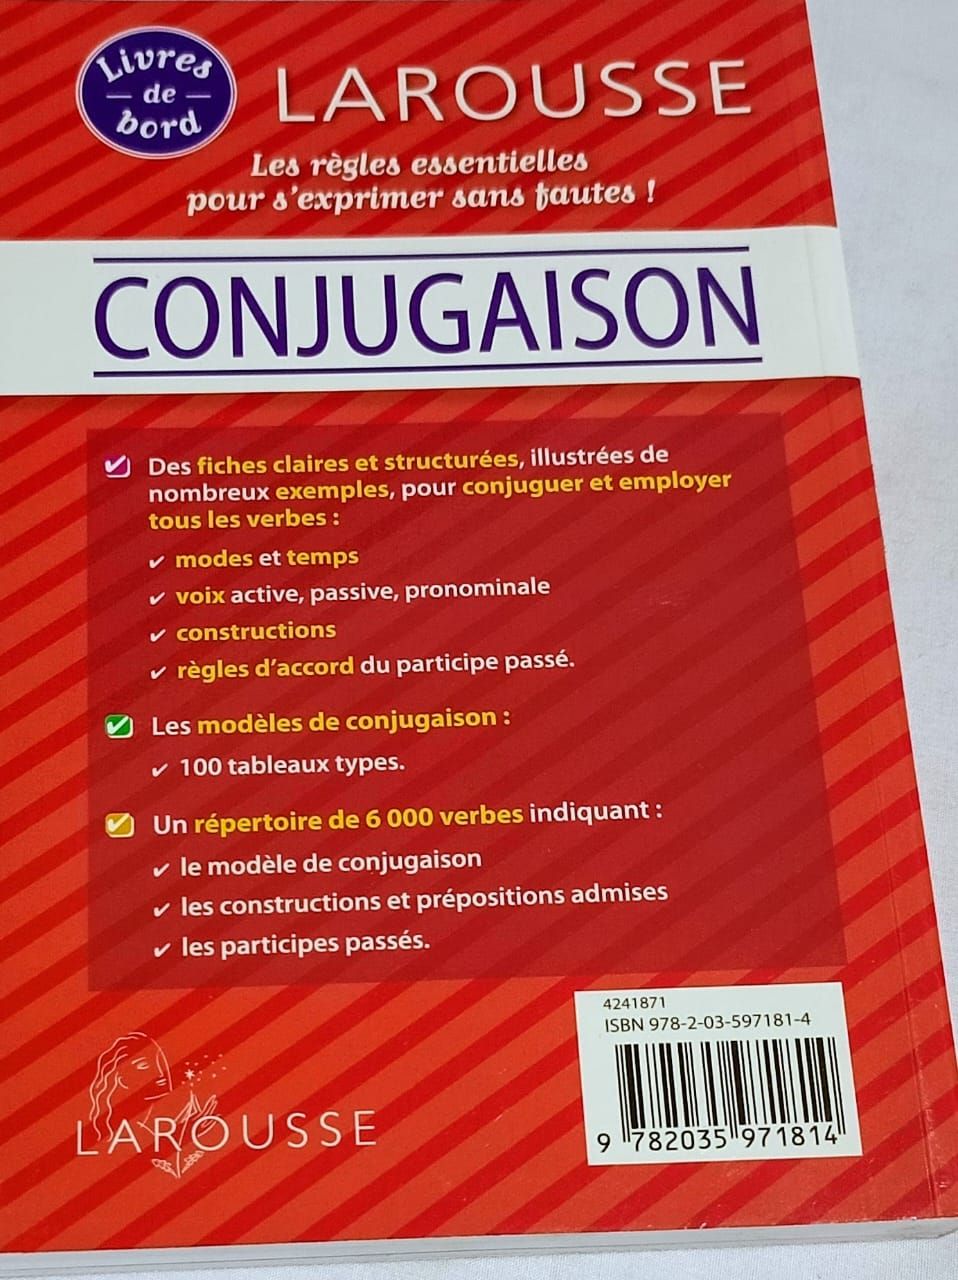 Livres
de
bord
LAROUSSE
Les règles essentielles
pour s'exprimer sans fautes !
CONJUGAISON
Des fiches claires et structurées, illustrées de
nombreux exemples, pour conjuguer et employer
tous les verbes :
modes et temps
voix active, passive, pronominale
constructions
règles d'accord du participe passé.
Les modèles de conjugaison :
100 tableaux types.
Un répertoire de 6 000 verbes indiquant :
le modèle de conjugaison
les constructions et prépositions admises
les participes passés.
4241871
ISBN 978-2-03-597181-4
9 782035 971814
LAROUSSE